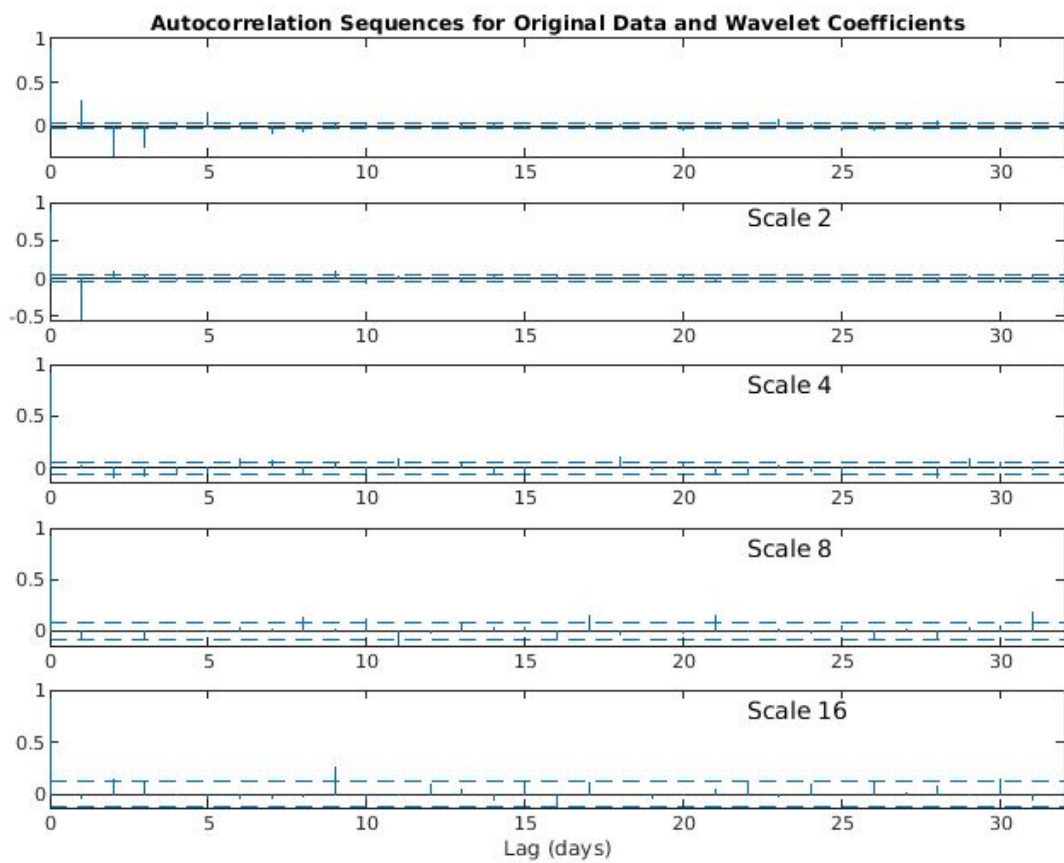 Autocorrelation Sequences for Original Data and Wavelet Coefficients
1
0.5
0
0 5 10 15 20 25 30
Scale 2
1
0.5
0
-0.5
0 5 10 15 20 25 30
Scale 4
1
0.5
0
0 5 10 15 20 25 30
Scale 8
1
0.5
0
0 5 10 15 20 25 30
Scale 16
1
0.5
0
0 5 10 15 20 25 30
Lag (days)